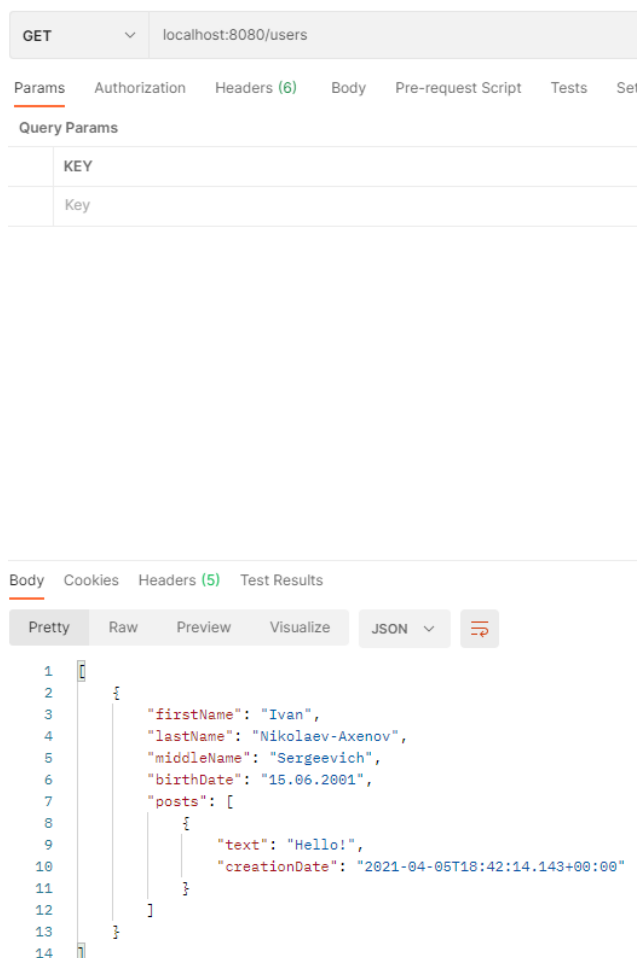 GET localhost:8080/users
Params Authorization Headers (6) Body Pre-request Script Tests Set
Query Params
KEY
Key
Body Cookies Headers (5) Test Results
Pretty Raw Preview Visualize JSON
1 [
2 {
3 "firstName": "Ivan",
4 "lastName": "Nikolaev-Axenov",
5 "middleName": "Sergeevich",
6 "birthDate": "15.06.2001",
7 "posts": [
8 {
9 "text": "Hello!",
10 "creationDate": "2021-04-05T18:42:14.143+00:00"
11 }
12 ]
13 }
14 ]